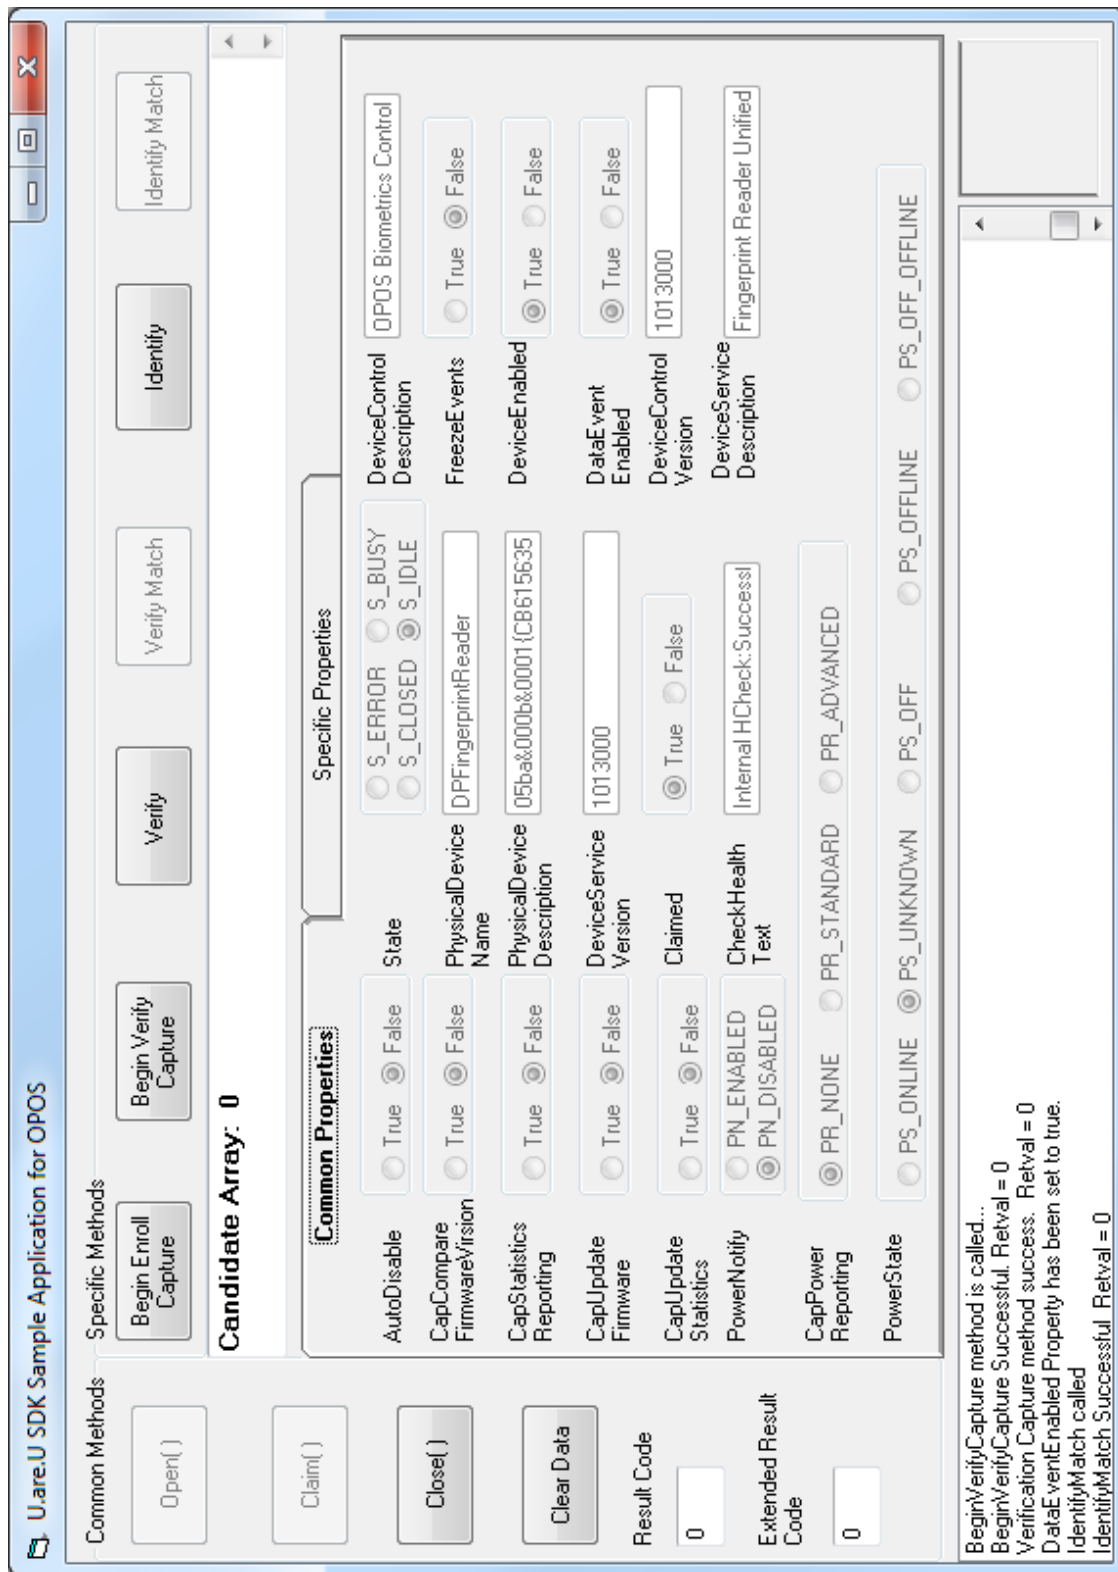 U.are.U SDK Sample Application for OPOS
Common Methods
Open( )
Claim( )
Close( )
Clear Data
Result Code
0
Extended Result
Code
0
Specific Methods
Begin Enroll
Capture
Begin Verify
Capture
Verify
Verify Match
Identify
Identify Match
Candidate Array: 0
Common Properties
Specific Properties
AutoDisable
True False
CapCompare
FirmwareVirsion
True False
CapStatistics
Reporting
True False
CapUpdate
Firmware
True False
CapUpdate
Statistics
True False
PowerNotify
PN_ENABLED
PN_DISABLED
State
S_ERROR S_BUSY
S_CLOSED S_IDLE
PhysicalDevice
Name
DPFingerprintReader
PhysicalDevice
Description
05ba&000b&0001{CB615635
DeviceService
Version
1013000
Claimed
True False
CheckHealth
Text
Internal HCheck:Successf
DeviceControl
Description
OPOS Biometrics Control
FreezeEvents
True False
DeviceEnabled
True False
DataEvent
Enabled
True False
DeviceControl
Version
1013000
DeviceService
Description
Fingerprint Reader Unified
CapPower
Reporting
PR_NONE PR_STANDARD PR_ADVANCED
PowerState
PS_ONLINE PS_UNKNOWN PS_OFF PS_OFFLINE PS_OFF_OFFLINE
BeginVerifyCapture method is called...
BeginVerifyCapture Successful. Retval = 0
Verification Capture method success. Retval = 0
DataEventEnabled Property has been set to true.
IdentifyMatch called
IdentifyMatch Successful Retval = 0